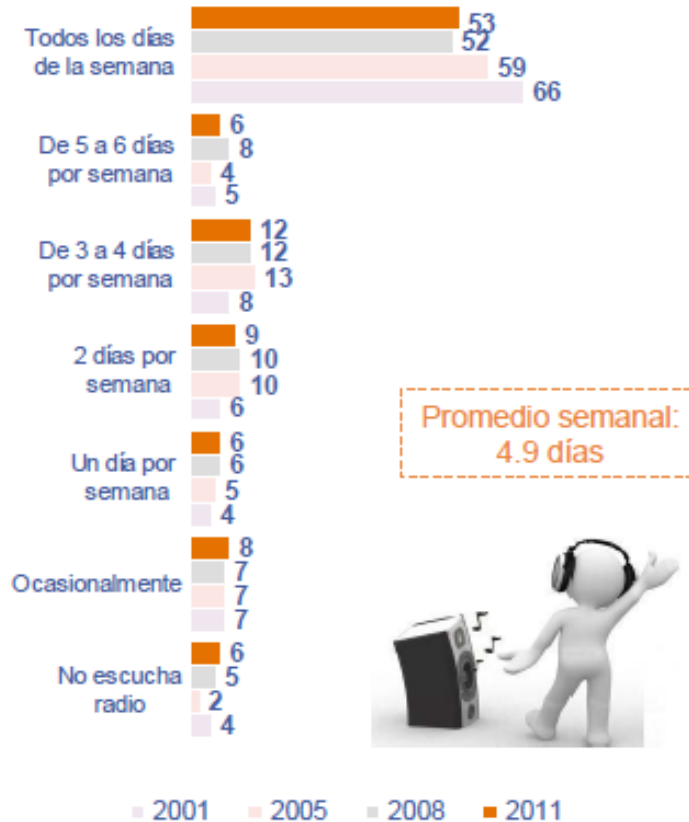 Todos los días
de la semana
53
52
59
66
De 5 a 6 días
por semana
6
8
4
5
De 3 a 4 días
por semana
12
12
13
8
2 días por
semana
9
10
10
6
Promedio semanal:
4.9 días
Un día por
semana
6
6
5
4
Ocasionalmente
8
7
7
7
No escucha
radio
6
5
2
4
2001 2005 2008 2011